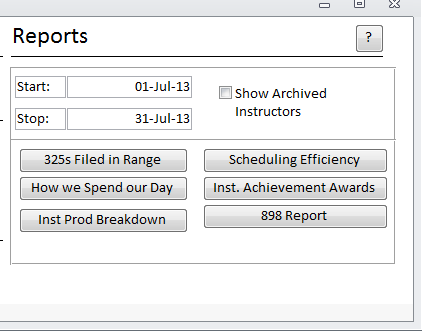 Reports
?
Start: 01-Jul-13
Show Archived
Instructors
Stop: 31-Jul-13
325s Filed in Range
Scheduling Efficiency
How we Spend our Day
Inst. Achievement Awards
Inst Prod Breakdown
898 Report